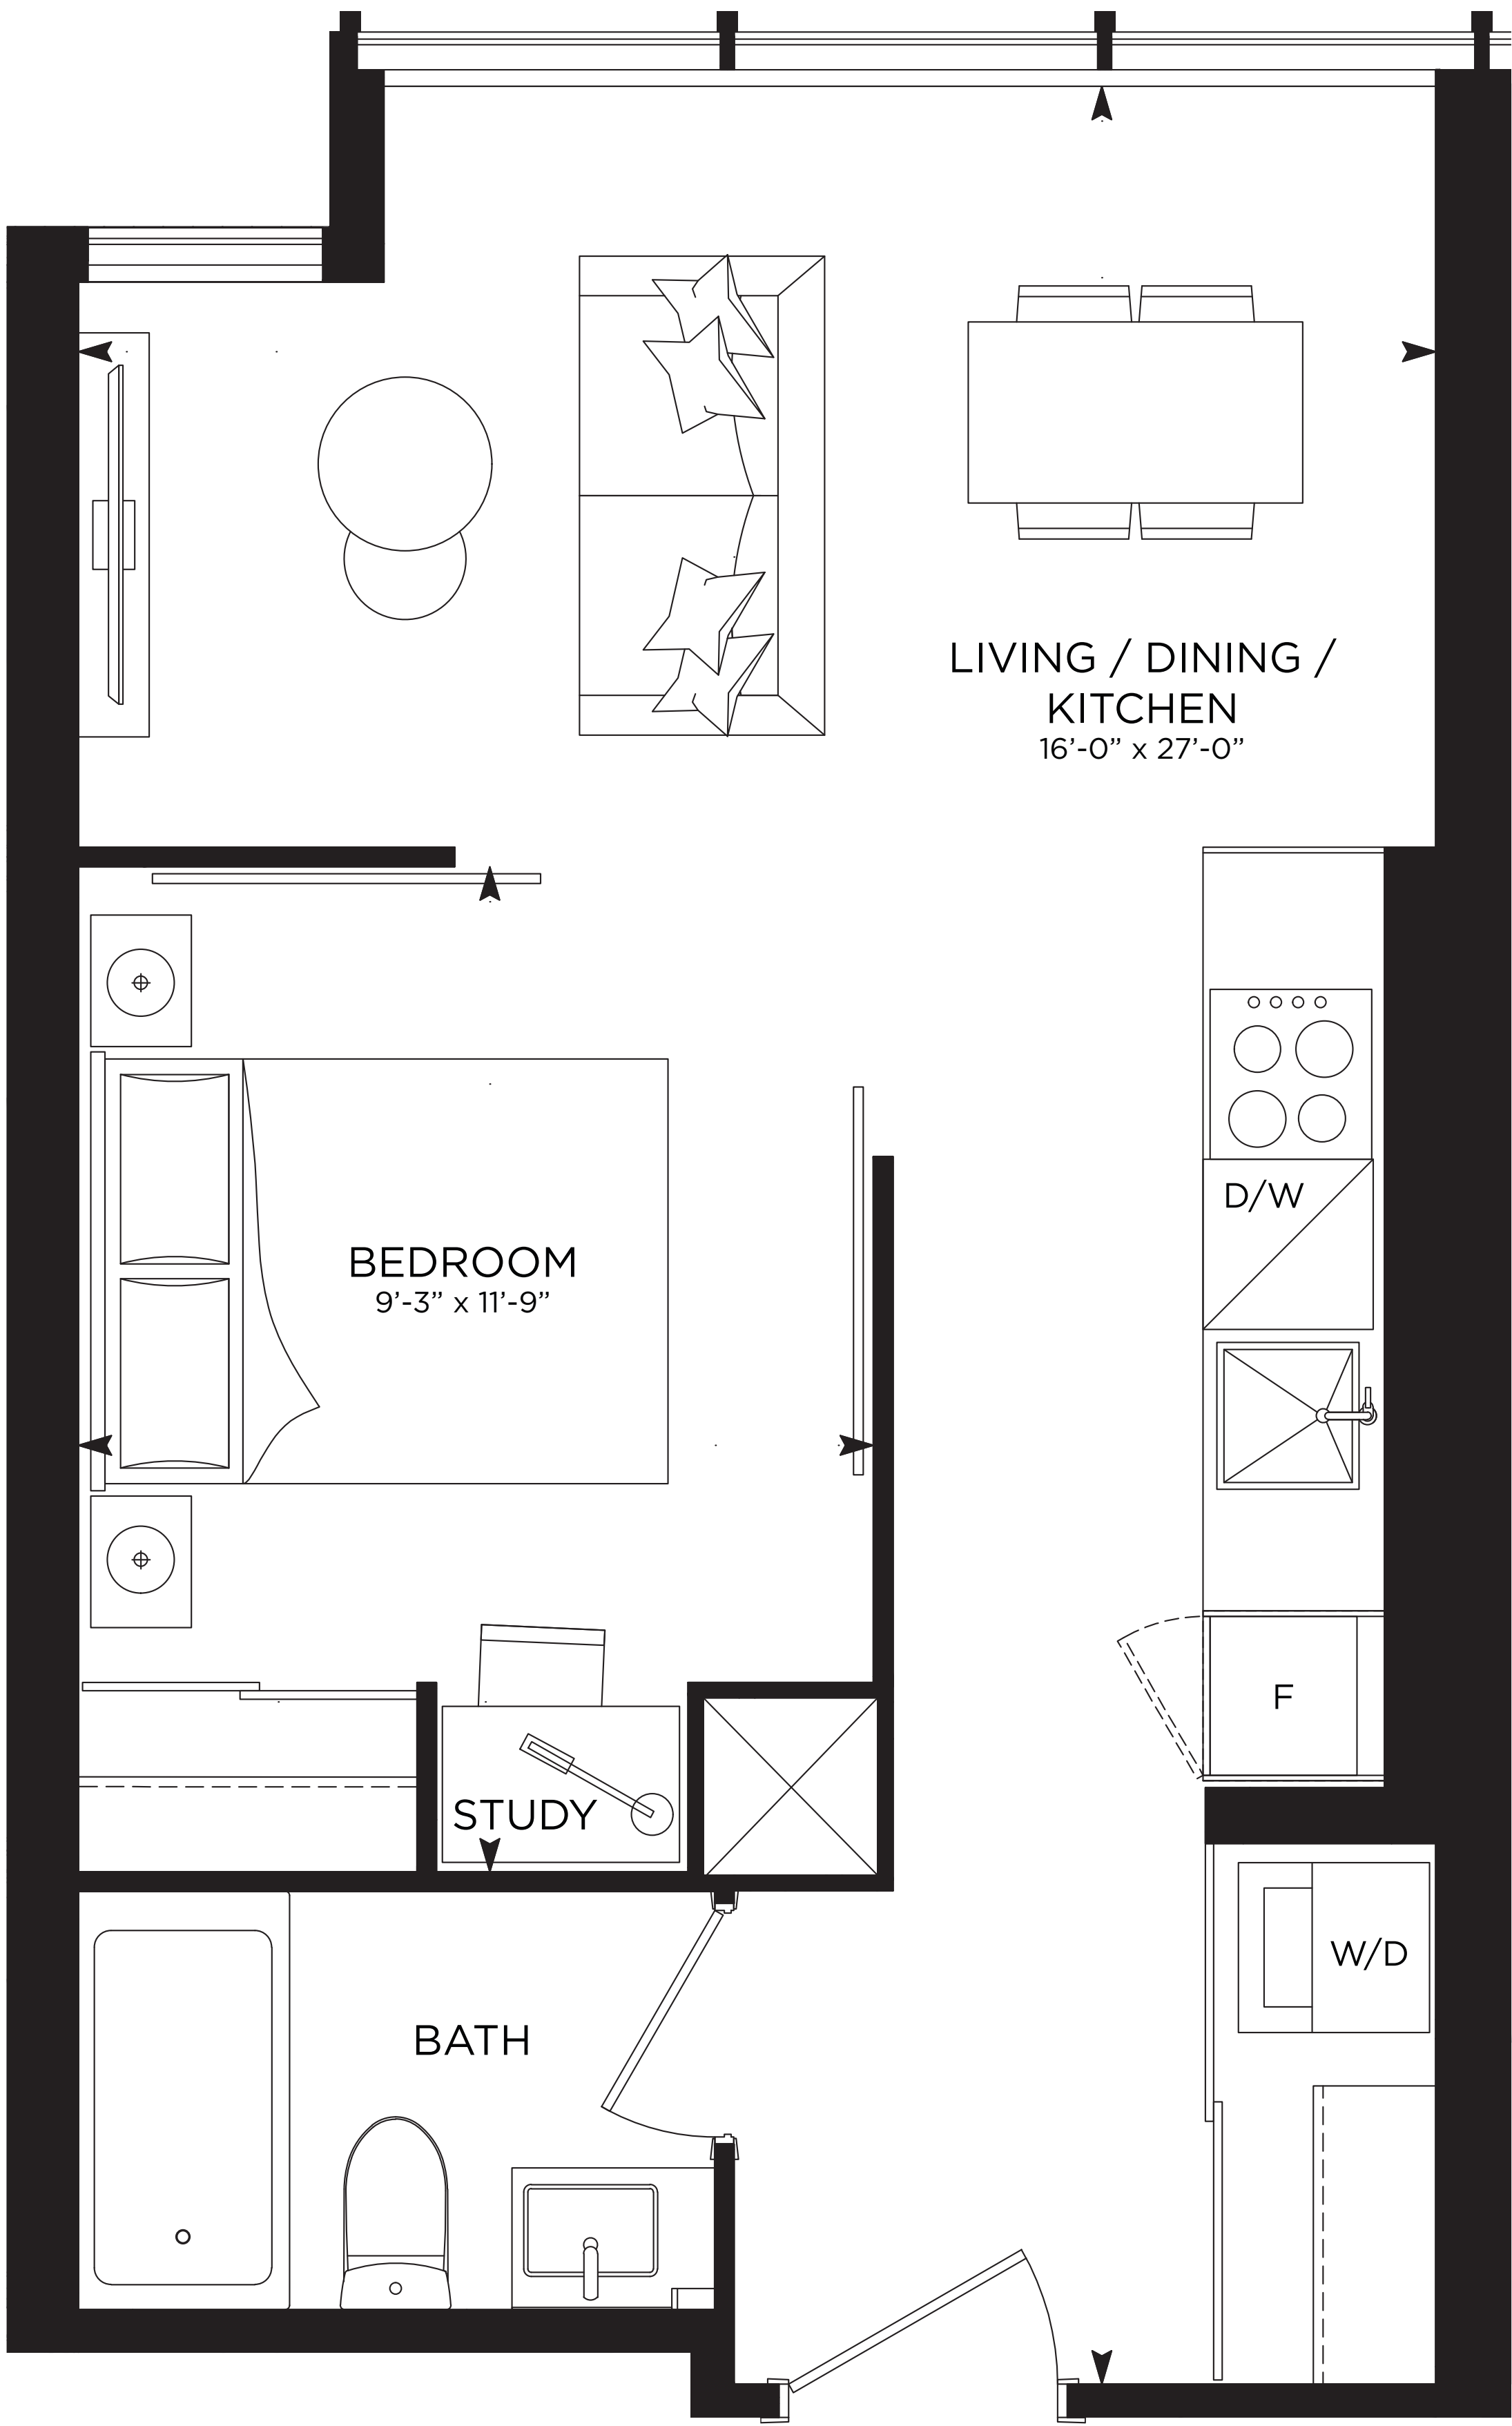 LIVING / DINING /
KITCHEN
16’-0” x 27’-0”
D/W
BEDROOM
9’-3” x 11’-9”
F
STUDY
W/D
BATH